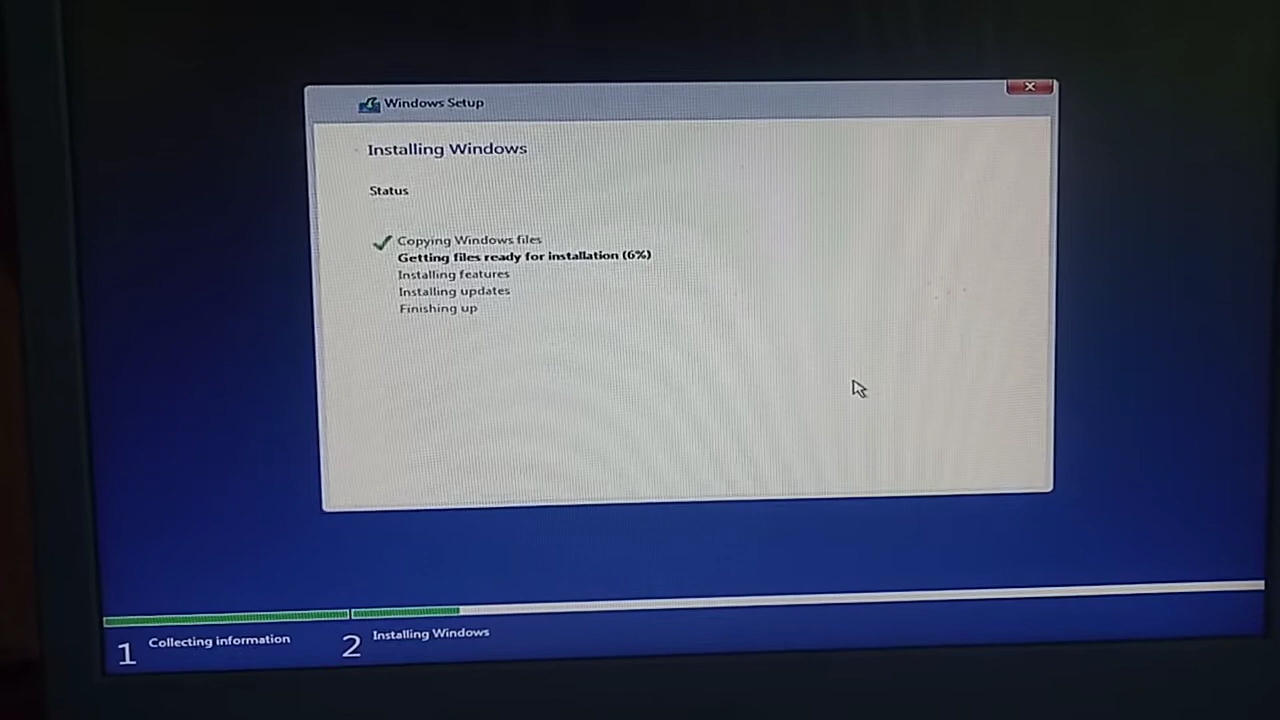 Windows Setup
Installing Windows
Status
Copying Windows files
Getting files ready for installation (6%)
Installing features
Installing updates
Finishing up
1 Collecting information
2 Installing Windows